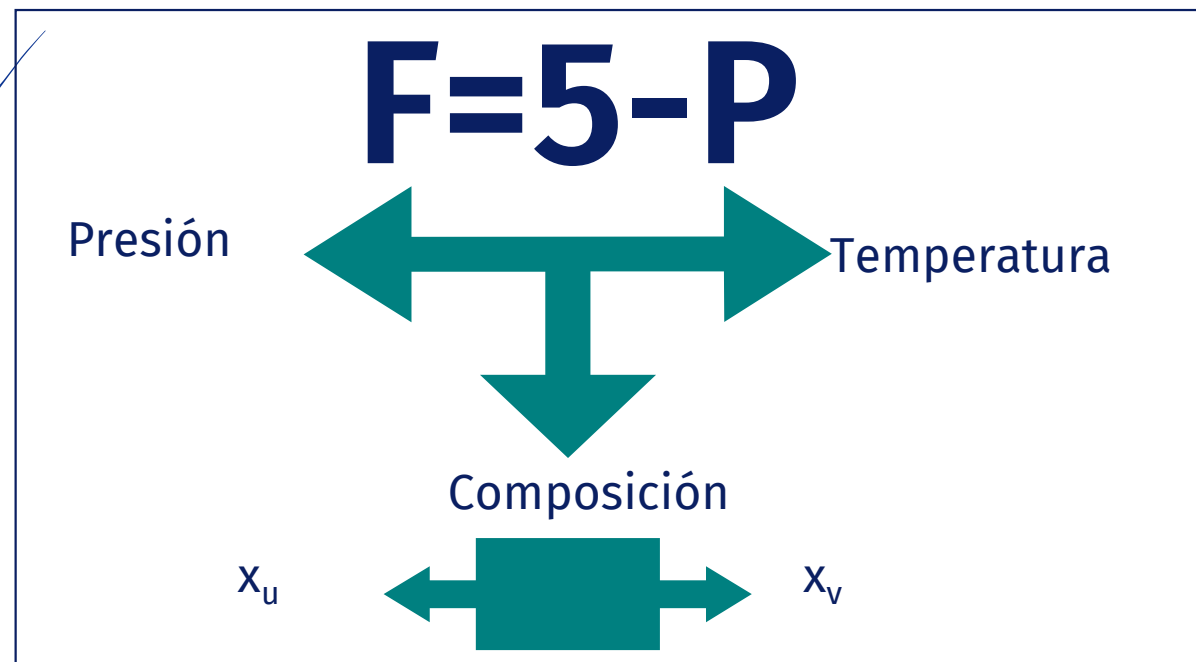 F=5-P
Presión
Temperatura
Composición
xᵤ
xᵥ